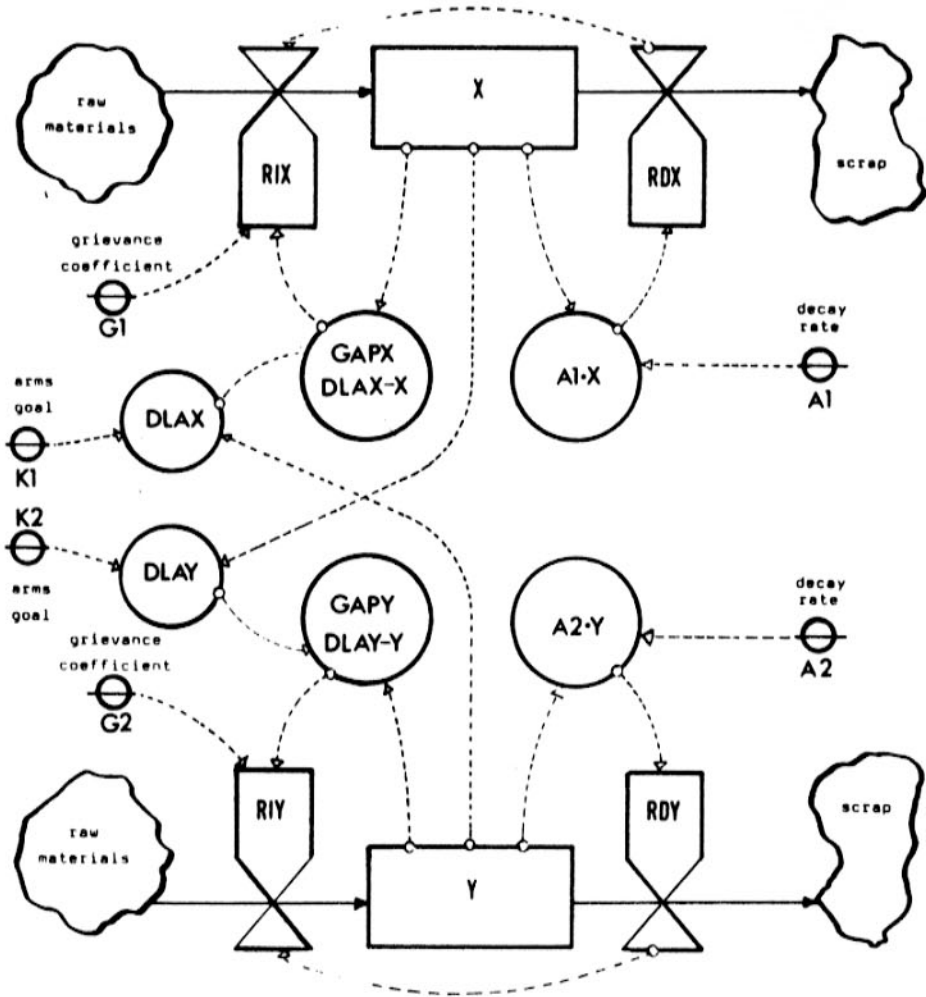 raw
materials
RIX
X
RDX
scrap
grievance
coefficient
G1
GAPX
DLAX-X
A1·X
decay
rate
A1
arms
goal
K1
DLAX
K2
arms
goal
DLAY
GAPY
DLAY-Y
A2·Y
decay
rate
A2
grievance
coefficient
G2
raw
materials
RIY
Y
RDY
scrap